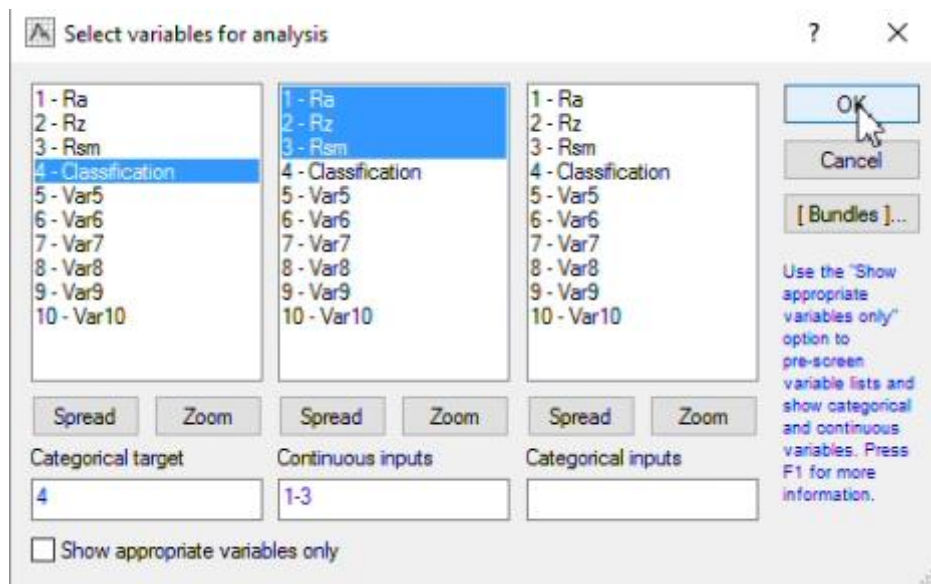 Select variables for analysis
?
1 - Ra
2 - Rz
3 - Rsm
4 - Classification
5 - Var5
6 - Var6
7 - Var7
8 - Var8
9 - Var9
10 - Var10
1 - Ra
2 - Rz
3 - Rsm
4 - Classification
5 - Var5
6 - Var6
7 - Var7
8 - Var8
9 - Var9
10 - Var10
1 - Ra
2 - Rz
3 - Rsm
4 - Classification
5 - Var5
6 - Var6
7 - Var7
8 - Var8
9 - Var9
10 - Var10
OK
Cancel
[ Bundles ]...
Use the "Show
appropriate
variables only"
option to
pre-screen
variable lists and
show categorical
and continuous
variables. Press
F1 for more
information.
Spread Zoom
Spread Zoom
Spread Zoom
Categorical target
4
Continuous inputs
1-3
Categorical inputs
Show appropriate variables only